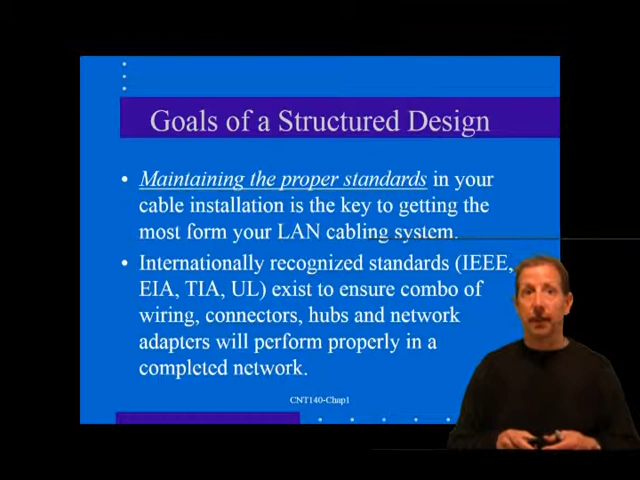 Goals of a Structured Design
• Maintaining the proper standards in your
cable installation is the key to getting the
most form your LAN cabling system.
• Internationally recognized standards (IEEE,
EIA, TIA, UL) exist to ensure combo of
wiring, connectors, hubs and network
adapters will perform properly in a
completed network.
CNT140-Chap1